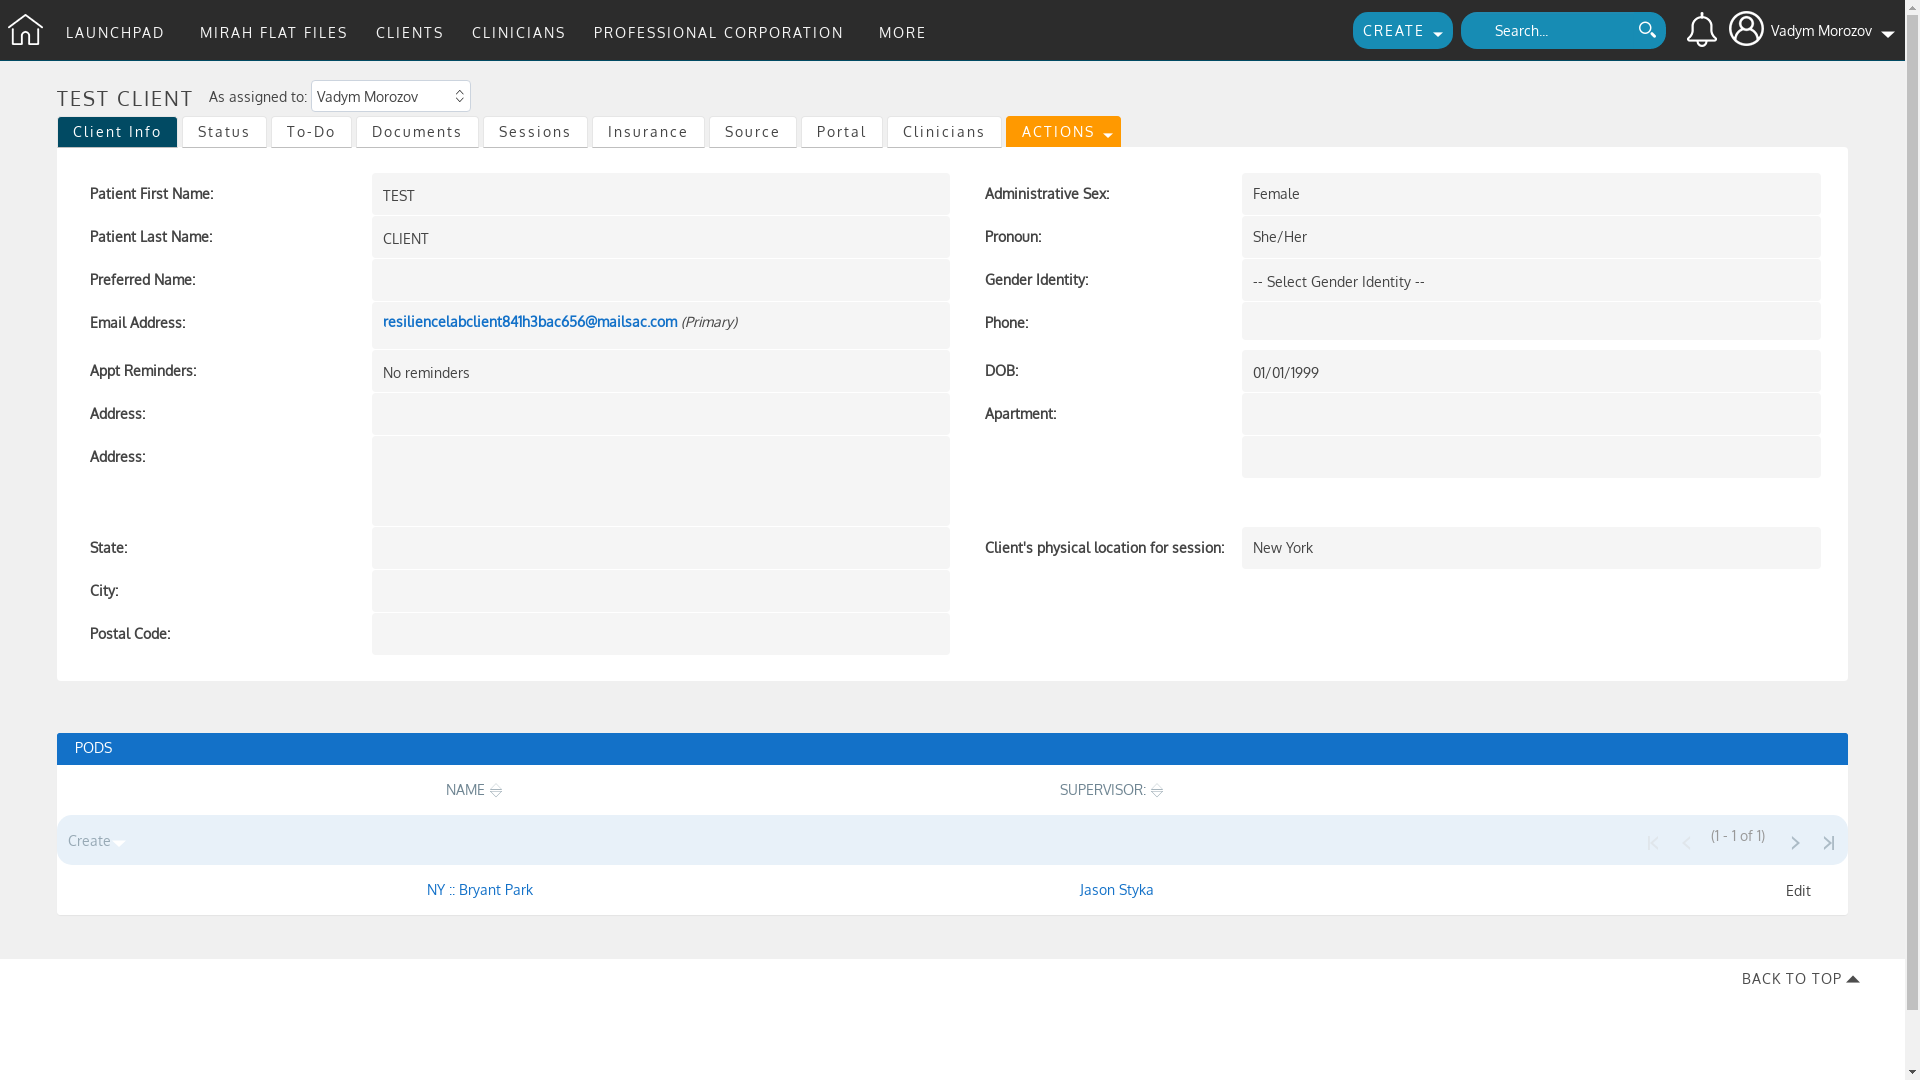 LAUNCHPAD MIRAH FLAT FILES CLIENTS CLINICIANS PROFESSIONAL CORPORATION MORE CREATE Search... Vadym Morozov
TEST CLIENT As assigned to: Vadym Morozov
Client Info Status To-Do Documents Sessions Insurance Source Portal Clinicians ACTIONS
Patient First Name: TEST Administrative Sex: Female
Patient Last Name: CLIENT Pronoun: She/Her
Preferred Name: Gender Identity: -- Select Gender Identity --
Email Address: resiliencelabclient841h3bac656@mailsac.com (Primary) Phone:
Appt Reminders: No reminders DOB: 01/01/1999
Address: Apartment:
Address:
State: Client's physical location for session: New York
City:
Postal Code:
PODS
NAME SUPERVISOR:
Create (1 - 1 of 1)
NY :: Bryant Park Jason Styka Edit
BACK TO TOP